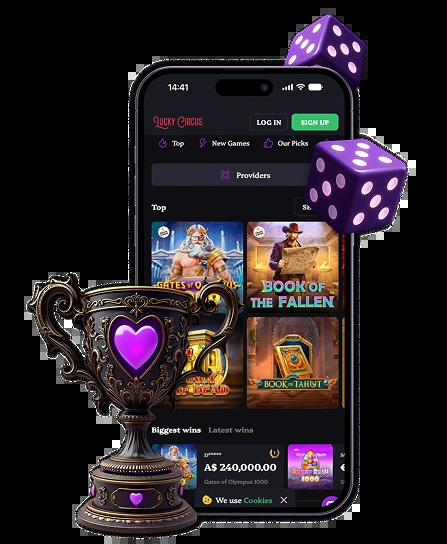 14:41
Lucky Circus
LOG IN
SIGN UP
Top
New Games
Our Picks
Providers
Top
GATES OF
BOOK OF
THE FALLEN
OF DEAD
BOOK OF TAHUT
Biggest wins
Latest wins
D*****
A$ 240,000.00
Gates of Olympus 1000
1000
We use Cookies